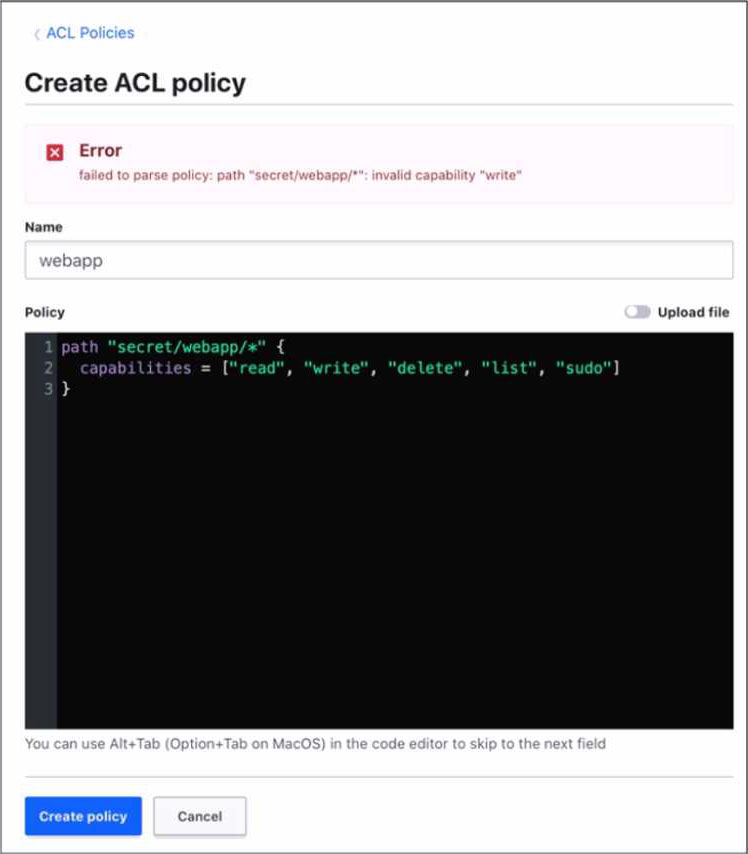 ‹ ACL Policies
Create ACL policy
Error
failed to parse policy: path "secret/webapp/*": invalid capability "write"
Name
webapp
Policy
Upload file
1 path "secret/webapp/*" {
2   capabilities = ["read", "write", "delete", "list", "sudo"]
3 }
You can use Alt+Tab (Option+Tab on MacOS) in the code editor to skip to the next field
Create policy
Cancel